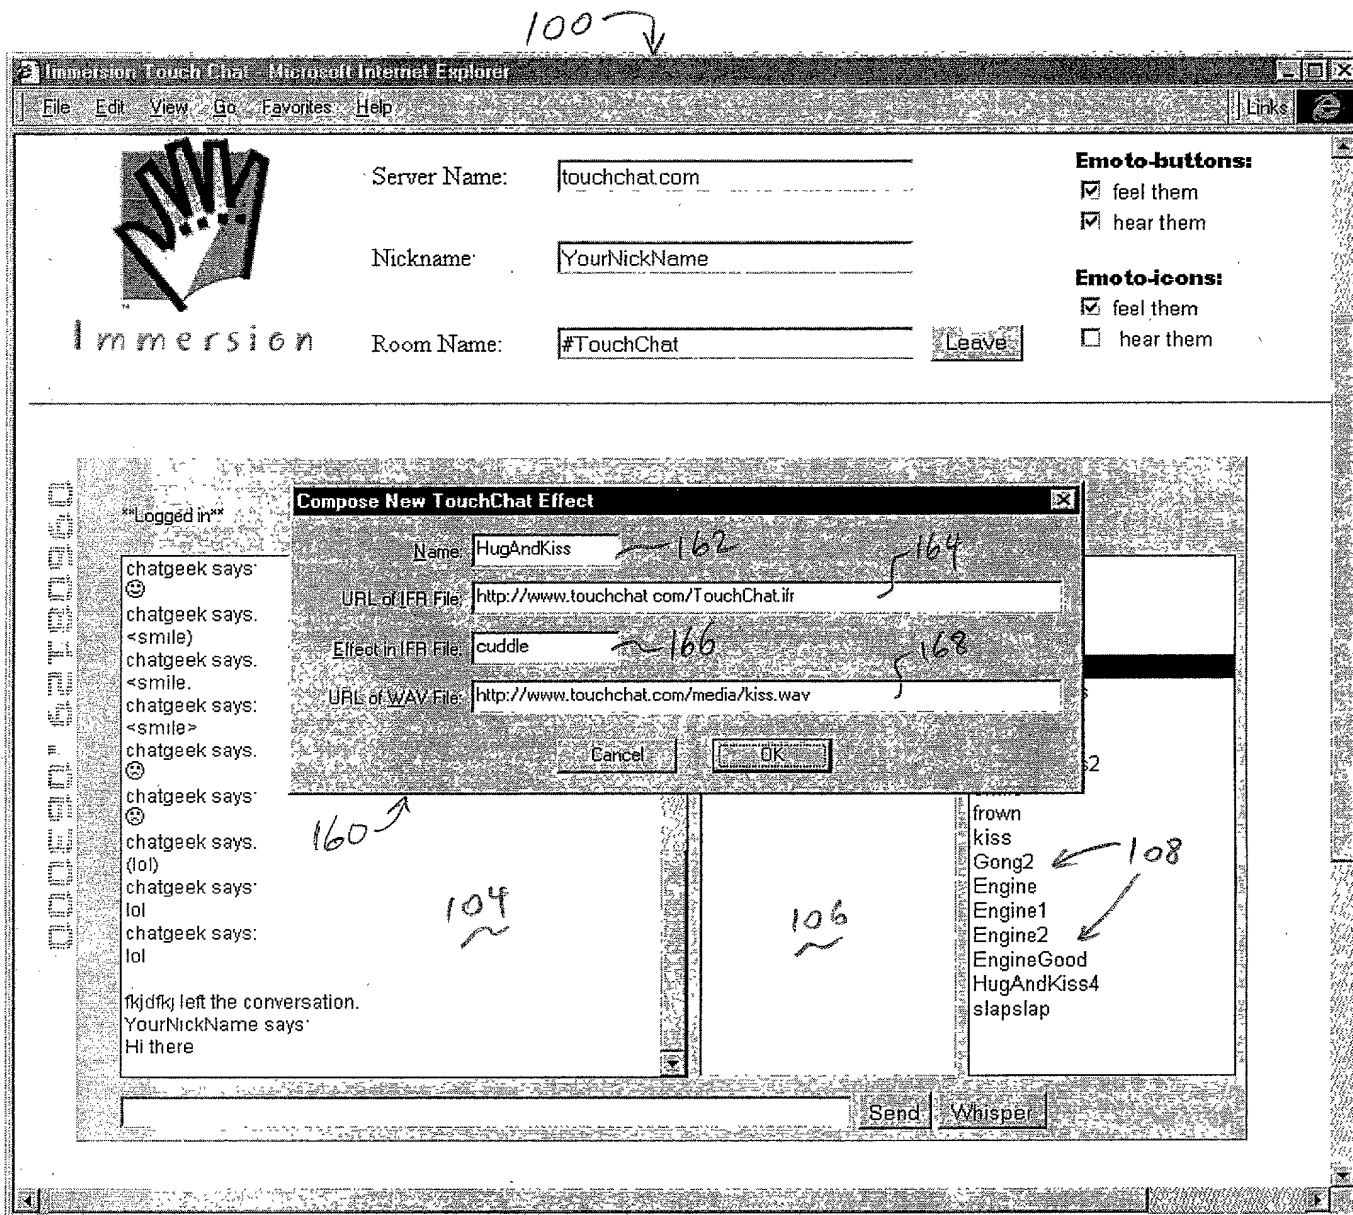 100
Immersion Touch Chat - Microsoft Internet Explorer
File Edit View Go Favorites Help Links
Server Name: touchchat.com
Nickname: YourNickName
Room Name: #TouchChat Leave
Immersion
Emoto-buttons:
feel them
hear them
Emoto-icons:
feel them
hear them
**Logged in**
Compose New TouchChat Effect
Name: HugAndKiss 162
164
URL of IFR File: http://www.touchchat.com/TouchChat.ifr
Effect in IFR File: cuddle 166
168
URL of WAV File: http://www.touchchat.com/media/kiss.wav
Cancel OK
160
chatgeek says:
chatgeek says.
<smile)
chatgeek says.
<smile.
chatgeek says:
<smile>
chatgeek says.
chatgeek says:
chatgeek says.
(lol)
chatgeek says:
lol
chatgeek says:
lol
fkjdfkj left the conversation.
YourNickName says:
Hi there
104
106
s2
frown
kiss
Gong2
108
Engine
Engine1
Engine2
EngineGood
HugAndKiss4
slapslap
Send Whisper